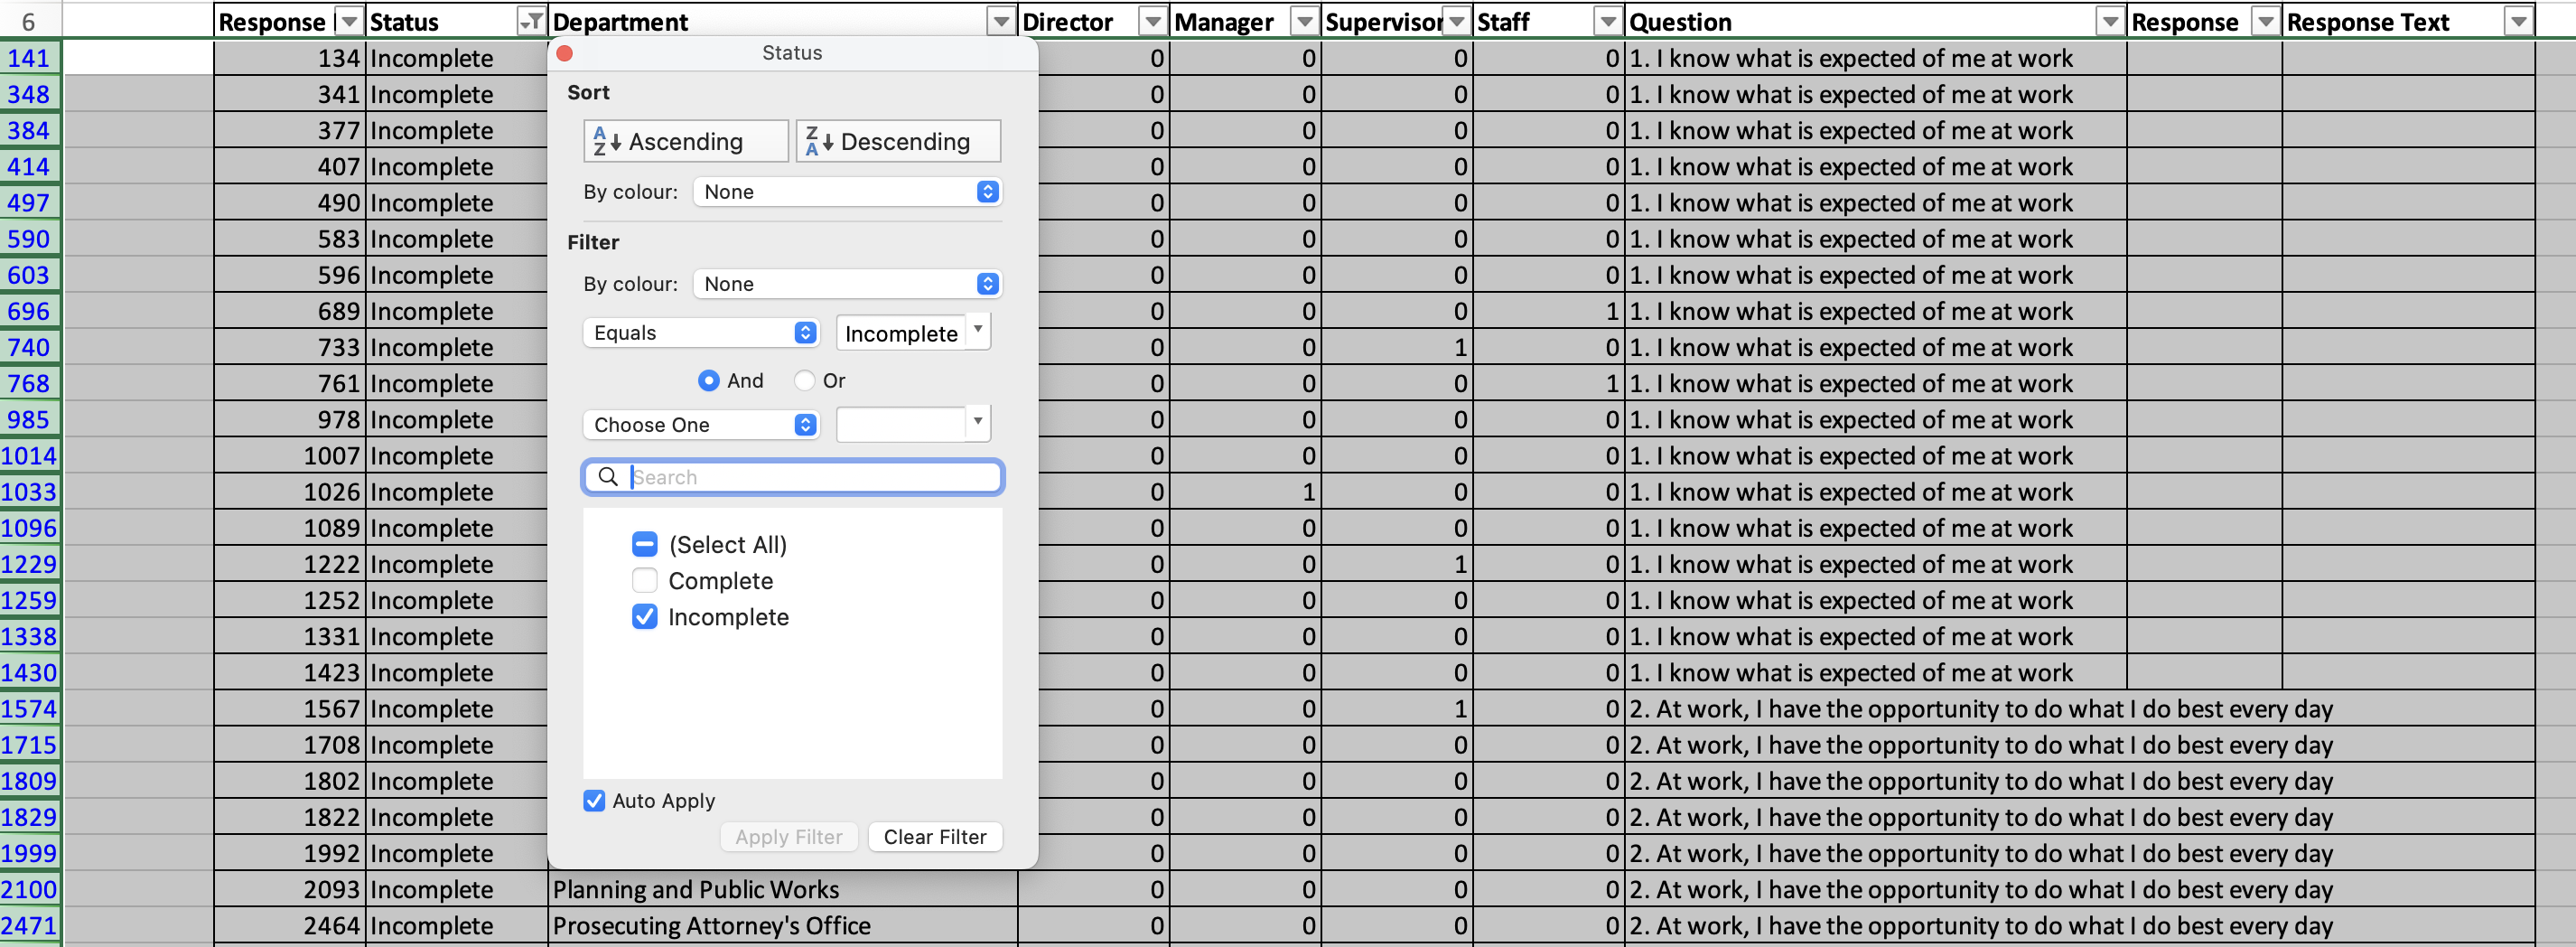 6 Response Status Department Director Manager Supervisor Staff Question Response Response Text
141 134 Incomplete 0 0 0 0 1. I know what is expected of me at work
348 341 Incomplete 0 0 0 0 1. I know what is expected of me at work
384 377 Incomplete 0 0 0 0 1. I know what is expected of me at work
414 407 Incomplete 0 0 0 0 1. I know what is expected of me at work
497 490 Incomplete 0 0 0 0 1. I know what is expected of me at work
590 583 Incomplete 0 0 0 0 1. I know what is expected of me at work
603 596 Incomplete 0 0 0 0 1. I know what is expected of me at work
696 689 Incomplete 0 0 0 1 1. I know what is expected of me at work
740 733 Incomplete 0 0 1 0 1. I know what is expected of me at work
768 761 Incomplete 0 0 0 1 1. I know what is expected of me at work
985 978 Incomplete 0 0 0 0 1. I know what is expected of me at work
1014 1007 Incomplete 0 0 0 0 1. I know what is expected of me at work
1033 1026 Incomplete 0 1 0 0 1. I know what is expected of me at work
1096 1089 Incomplete 0 0 0 0 1. I know what is expected of me at work
1229 1222 Incomplete 0 0 1 0 1. I know what is expected of me at work
1259 1252 Incomplete 0 0 0 0 1. I know what is expected of me at work
1338 1331 Incomplete 0 0 0 0 1. I know what is expected of me at work
1430 1423 Incomplete 0 0 0 0 1. I know what is expected of me at work
1574 1567 Incomplete 0 0 1 0 2. At work, I have the opportunity to do what I do best every day
1715 1708 Incomplete 0 0 0 0 2. At work, I have the opportunity to do what I do best every day
1809 1802 Incomplete 0 0 0 0 2. At work, I have the opportunity to do what I do best every day
1829 1822 Incomplete 0 0 0 0 2. At work, I have the opportunity to do what I do best every day
1999 1992 Incomplete 0 0 0 0 2. At work, I have the opportunity to do what I do best every day
2100 2093 Incomplete Planning and Public Works 0 0 0 0 2. At work, I have the opportunity to do what I do best every day
2471 2464 Incomplete Prosecuting Attorney's Office 0 0 0 0 2. At work, I have the opportunity to do what I do best every day
Status
Sort
A Z Ascending Z A Descending
By colour: None
Filter
By colour: None
Equals Incomplete
And Or
Choose One
Search
(Select All)
Complete
Incomplete
Auto Apply
Apply Filter Clear Filter